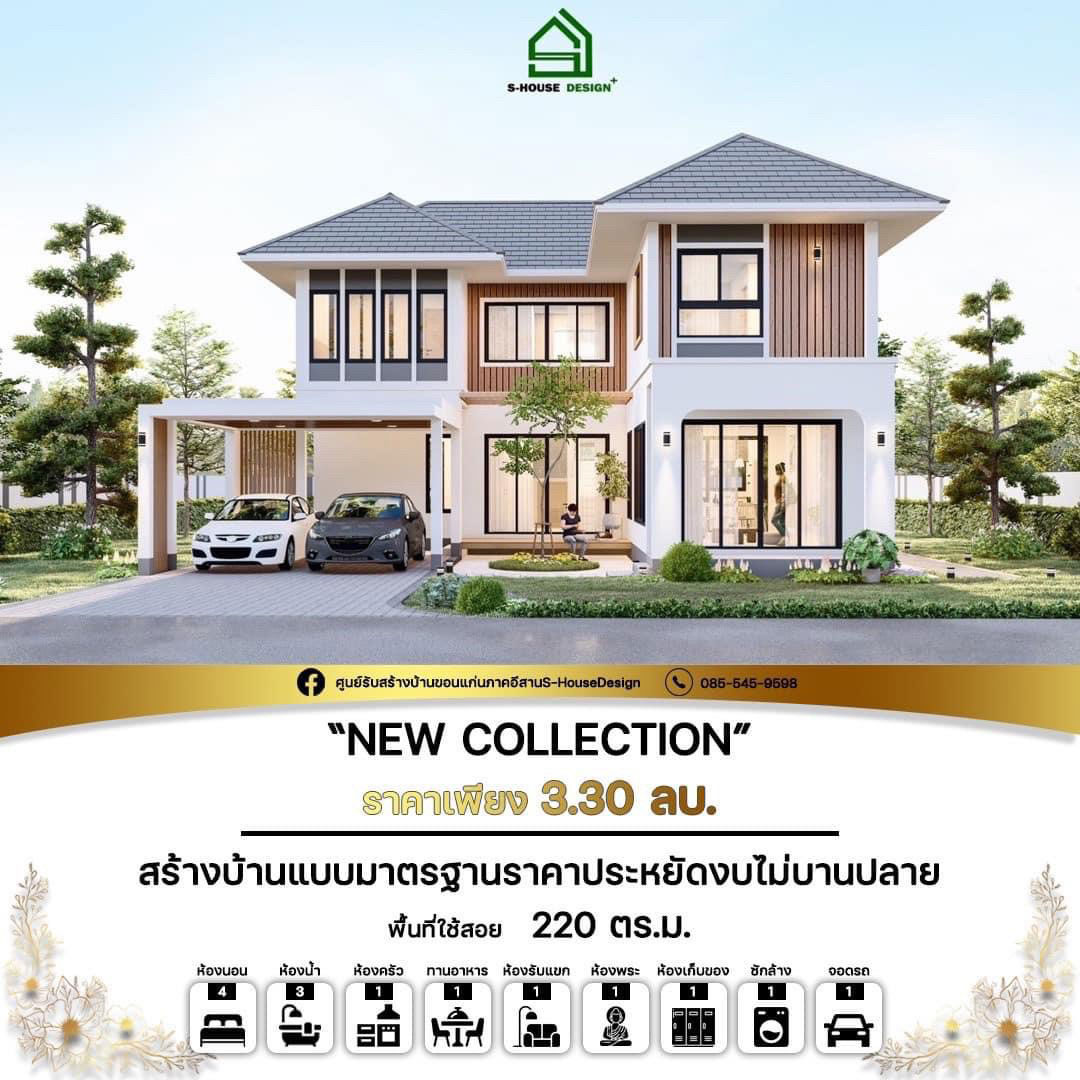 S-HOUSE DESIGN+
ศูนย์รับสร้างบ้านขอนแก่นภาคอีสานS-HouseDesign 085-545-9598
“NEW COLLECTION”
ราคาเพียง 3.30 ลบ.
สร้างบ้านแบบมาตรฐานราคาประหยัดงบไม่บานปลาย
พื้นที่ใช้สอย 220 ตร.ม.
ห้องนอน ห้องน้ำ ห้องครัว ทานอาหาร ห้องรับแขก ห้องพระ ห้องเก็บของ ซักล้าง จอดรถ
4 3 1 1 1 1 1 1 1